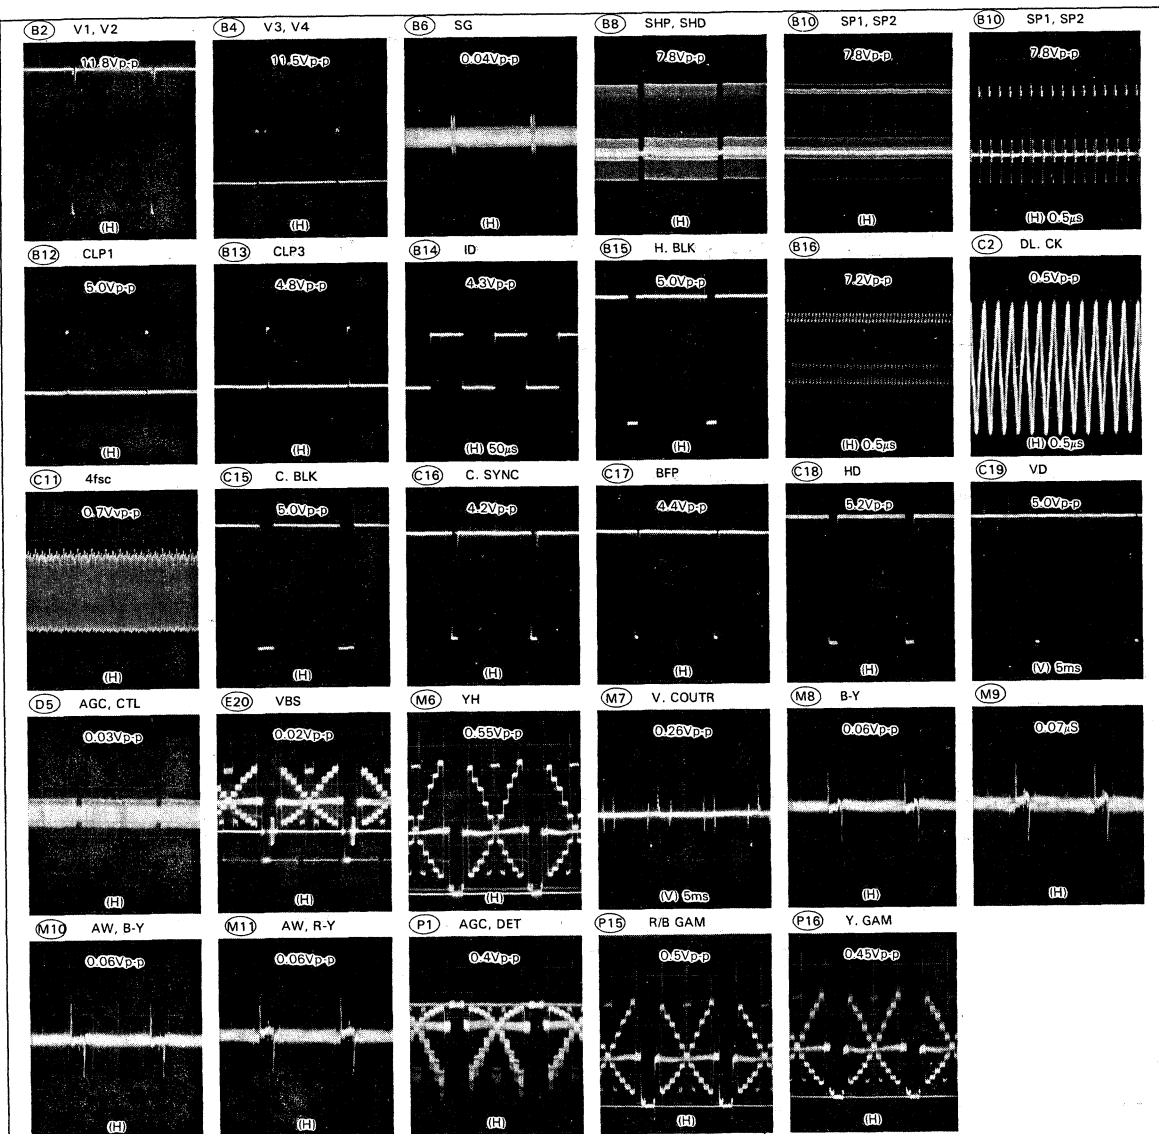 B2 V1, V2
11.8Vp-p
(H)
B4 V3, V4
11.5Vp-p
(H)
B6 SG
0.04Vp-p
(H)
B8 SHP, SHD
7.8Vp-p
(H)
B10 SP1, SP2
7.8Vp-p
(H)
B10 SP1, SP2
7.8Vp-p
(H) 0.5µs
B12 CLP1
5.0Vp-p
(H)
B13 CLP3
4.8Vp-p
(H)
B14 ID
4.3Vp-p
(H) 50µs
B15 H. BLK
5.0Vp-p
(H)
B16
7.2Vp-p
(H) 0.5µs
C2 DL. CK
0.5Vp-p
(H) 0.5µs
C11 4fsc
0.7Vvp-p
(H)
C15 C. BLK
5.0Vp-p
(H)
C16 C. SYNC
4.2Vp-p
(H)
C17 BFP
4.4Vp-p
(H)
C18 HD
5.2Vp-p
(H)
C19 VD
5.0Vp-p
(V) 5ms
D5 AGC, CTL
0.03Vp-p
(H)
E20 VBS
0.02Vp-p
(H)
M6 YH
0.55Vp-p
(H)
M7 V. COUTR
0.26Vp-p
(V) 5ms
M8 B-Y
0.06Vp-p
(H)
M9
0.07µS
(H)
M10 AW, B-Y
0.06Vp-p
(H)
M11 AW, R-Y
0.06Vp-p
(H)
P1 AGC, DET
0.4Vp-p
(H)
P15 R/B GAM
0.5Vp-p
(H)
P16 Y. GAM
0.45Vp-p
(H)